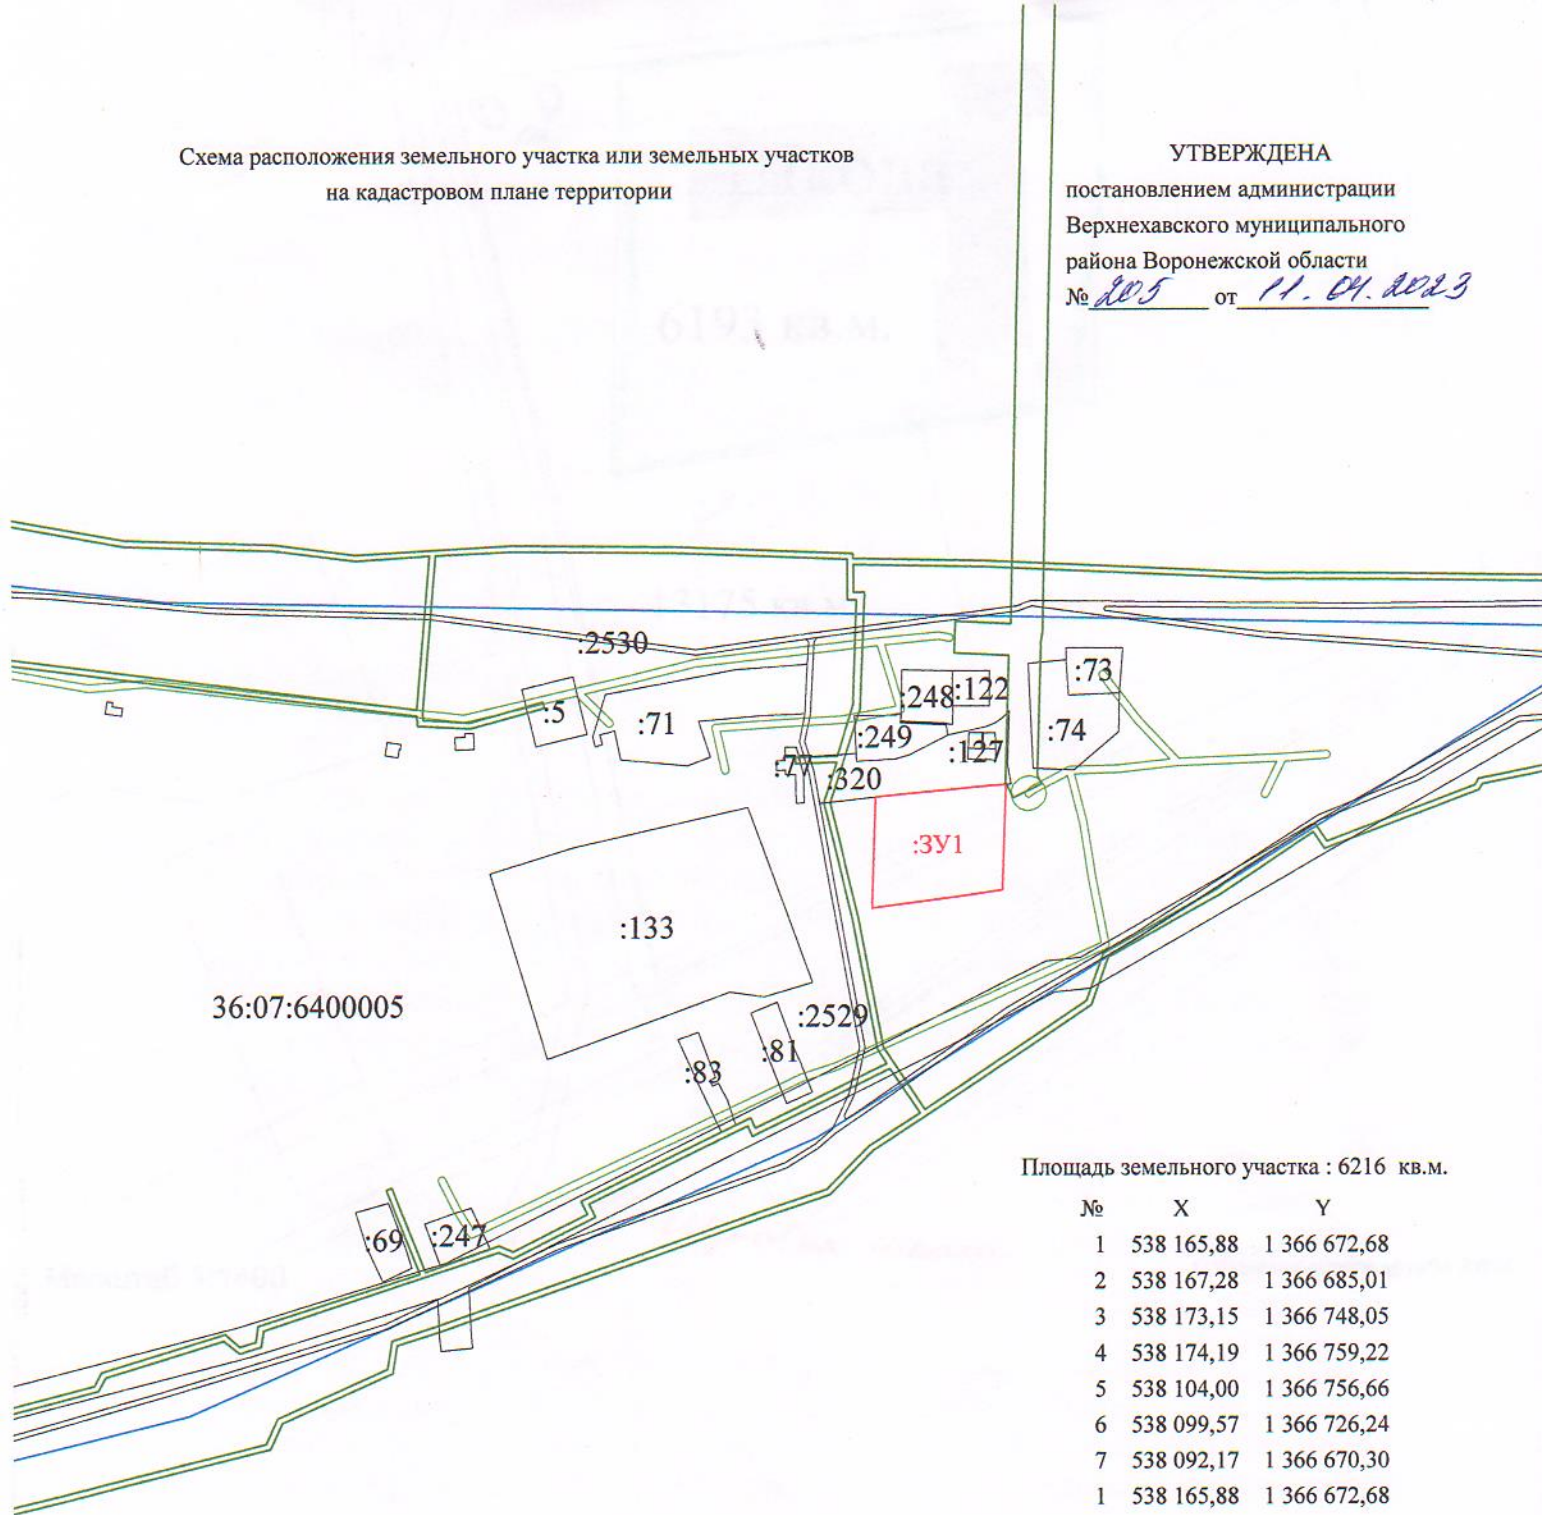 Схема расположения земельного участка или земельных участков
на кадастровом плане территории
УТВЕРЖДЕНА
постановлением администрации
Верхнехавского муниципального
района Воронежской области
№ 205 от 11.04.2023
:2530
:5
:71
:248
:122
:73
:249
:127
:74
:77
:320
:ЗУ1
:133
36:07:6400005
:2529
:81
:83
:69
:247
Площадь земельного участка : 6216 кв.м.
№ X Y
1 538 165,88 1 366 672,68
2 538 167,28 1 366 685,01
3 538 173,15 1 366 748,05
4 538 174,19 1 366 759,22
5 538 104,00 1 366 756,66
6 538 099,57 1 366 726,24
7 538 092,17 1 366 670,30
1 538 165,88 1 366 672,68